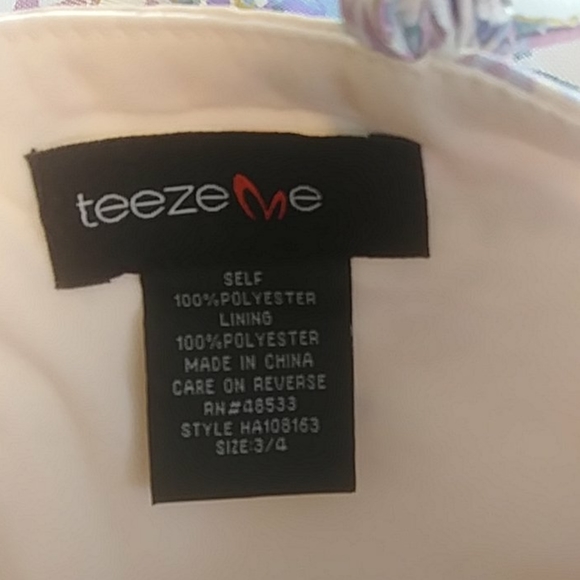 teezeMe
SELF
100%POLYESTER
LINING
100%POLYESTER
MADE IN CHINA
CARE ON REVERSE
RN#48533
STYLE HA108163
SIZE:3/4